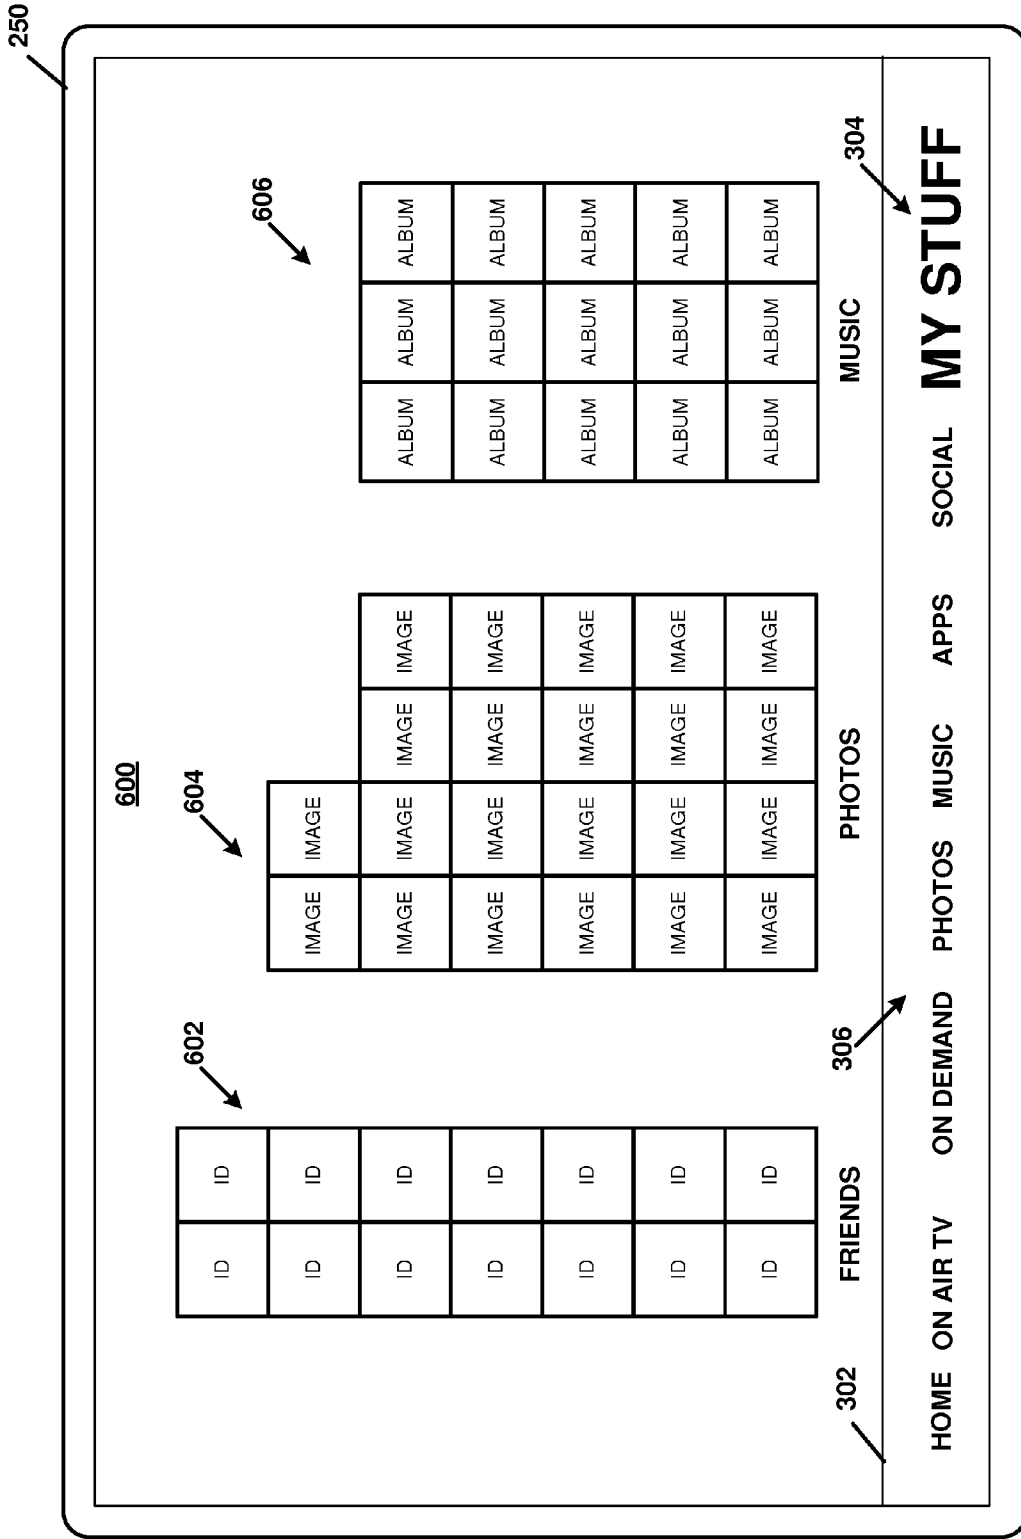 250
600
602 604
ID ID
606
ID ID IMAGE IMAGE
ID ID IMAGE IMAGE IMAGE IMAGE ALBUM ALBUM ALBUM
ID ID IMAGE IMAGE IMAGE IMAGE ALBUM ALBUM ALBUM
ID ID IMAGE IMAGE IMAGE IMAGE ALBUM ALBUM ALBUM
ID ID IMAGE IMAGE IMAGE IMAGE ALBUM ALBUM ALBUM
ID ID IMAGE IMAGE IMAGE IMAGE ALBUM ALBUM ALBUM
FRIENDS PHOTOS MUSIC
302 306 304
HOME ON AIR TV ON DEMAND PHOTOS MUSIC APPS SOCIAL MY STUFF